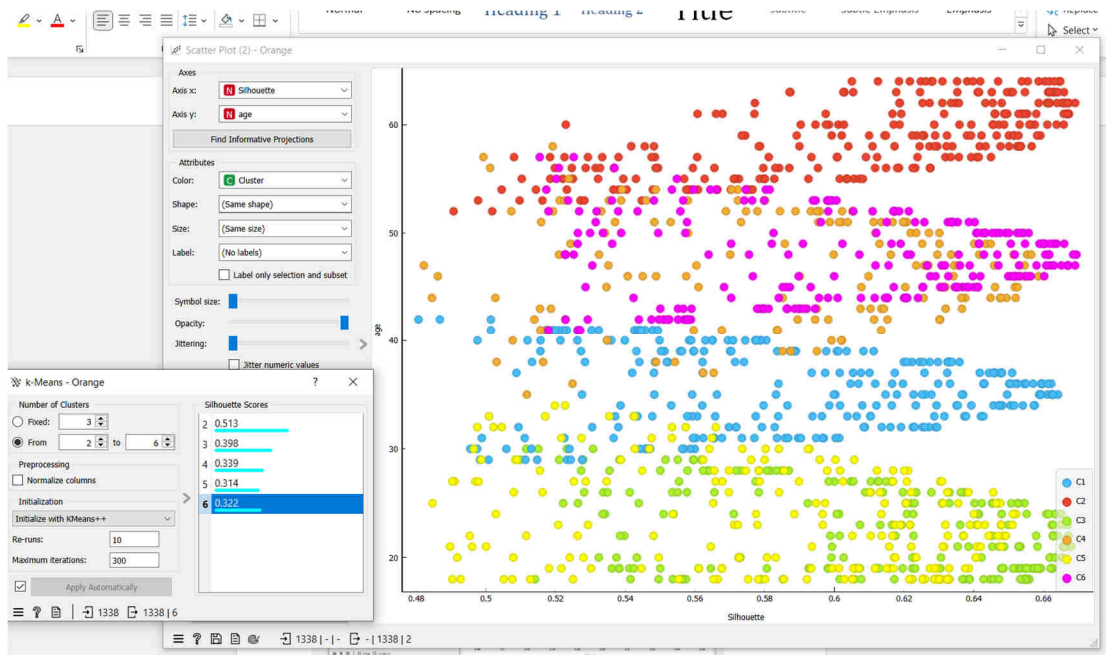 Normal No Spacing Heading 1 Heading 2 Title Subtitle Subtle Emphasis Emphasis Replace
Select
Scatter Plot (2) - Orange
Axes
Axis x: N Silhouette
Axis y: N age
Find Informative Projections
Attributes
Color: C Cluster
Shape: (Same shape)
Size: (Same size)
Label: (No labels)
Label only selection and subset
Symbol size:
Opacity:
Jittering:
Jitter numeric values
60
50
40
30
20
age
0.48 0.5 0.52 0.54 0.56 0.58 0.6 0.62 0.64 0.66
Silhouette
C1
C2
C3
C4
C5
C6
1338 | - | - - | 1338 | 2
k-Means - Orange ? ×
Number of Clusters
Fixed: 3
From 2 to 6
Preprocessing
Normalize columns
Initialization
Initialize with KMeans++
Re-runs: 10
Maximum iterations: 300
Apply Automatically
Silhouette Scores
2 0.513
3 0.398
4 0.339
5 0.314
6 0.322
1338 1338 | 6